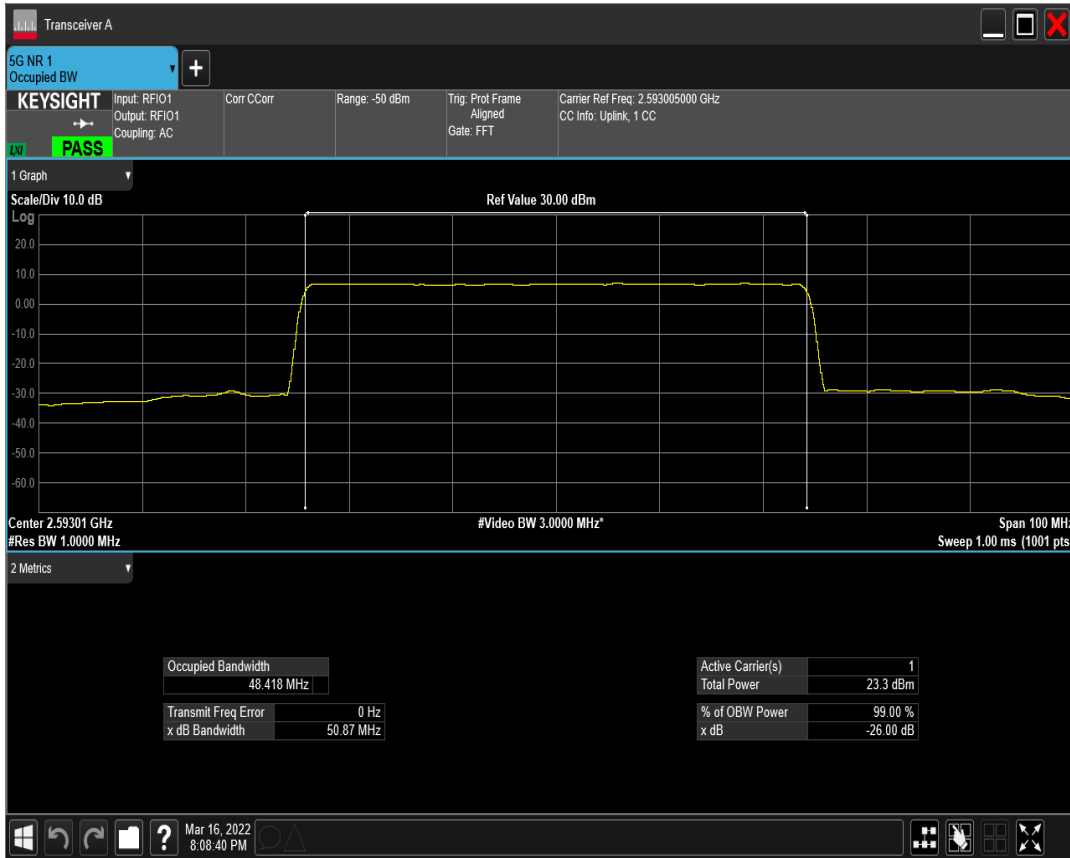 Transceiver A
5G NR 1
Occupied BW
KEYSIGHT
LXI
PASS
Input: RFIO1
Output: RFIO1
Coupling: AC
Corr CCorr
Range: -50 dBm
Trig: Prot Frame
Aligned
Gate: FFT
Carrier Ref Freq: 2.593005000 GHz
CC Info: Uplink, 1 CC
1 Graph
Scale/Div 10.0 dB
Ref Value 30.00 dBm
Log
20.0
10.0
0.00
-10.0
-20.0
-30.0
-40.0
-50.0
-60.0
Center 2.59301 GHz
#Video BW 3.0000 MHz*
Span 100 MHz
#Res BW 1.0000 MHz
Sweep 1.00 ms (1001 pts
2 Metrics
Occupied Bandwidth
48.418 MHz
Transmit Freq Error 0 Hz
x dB Bandwidth 50.87 MHz
Active Carrier(s) 1
Total Power 23.3 dBm
% of OBW Power 99.00 %
x dB -26.00 dB
?
Mar 16, 2022
8:08:40 PM